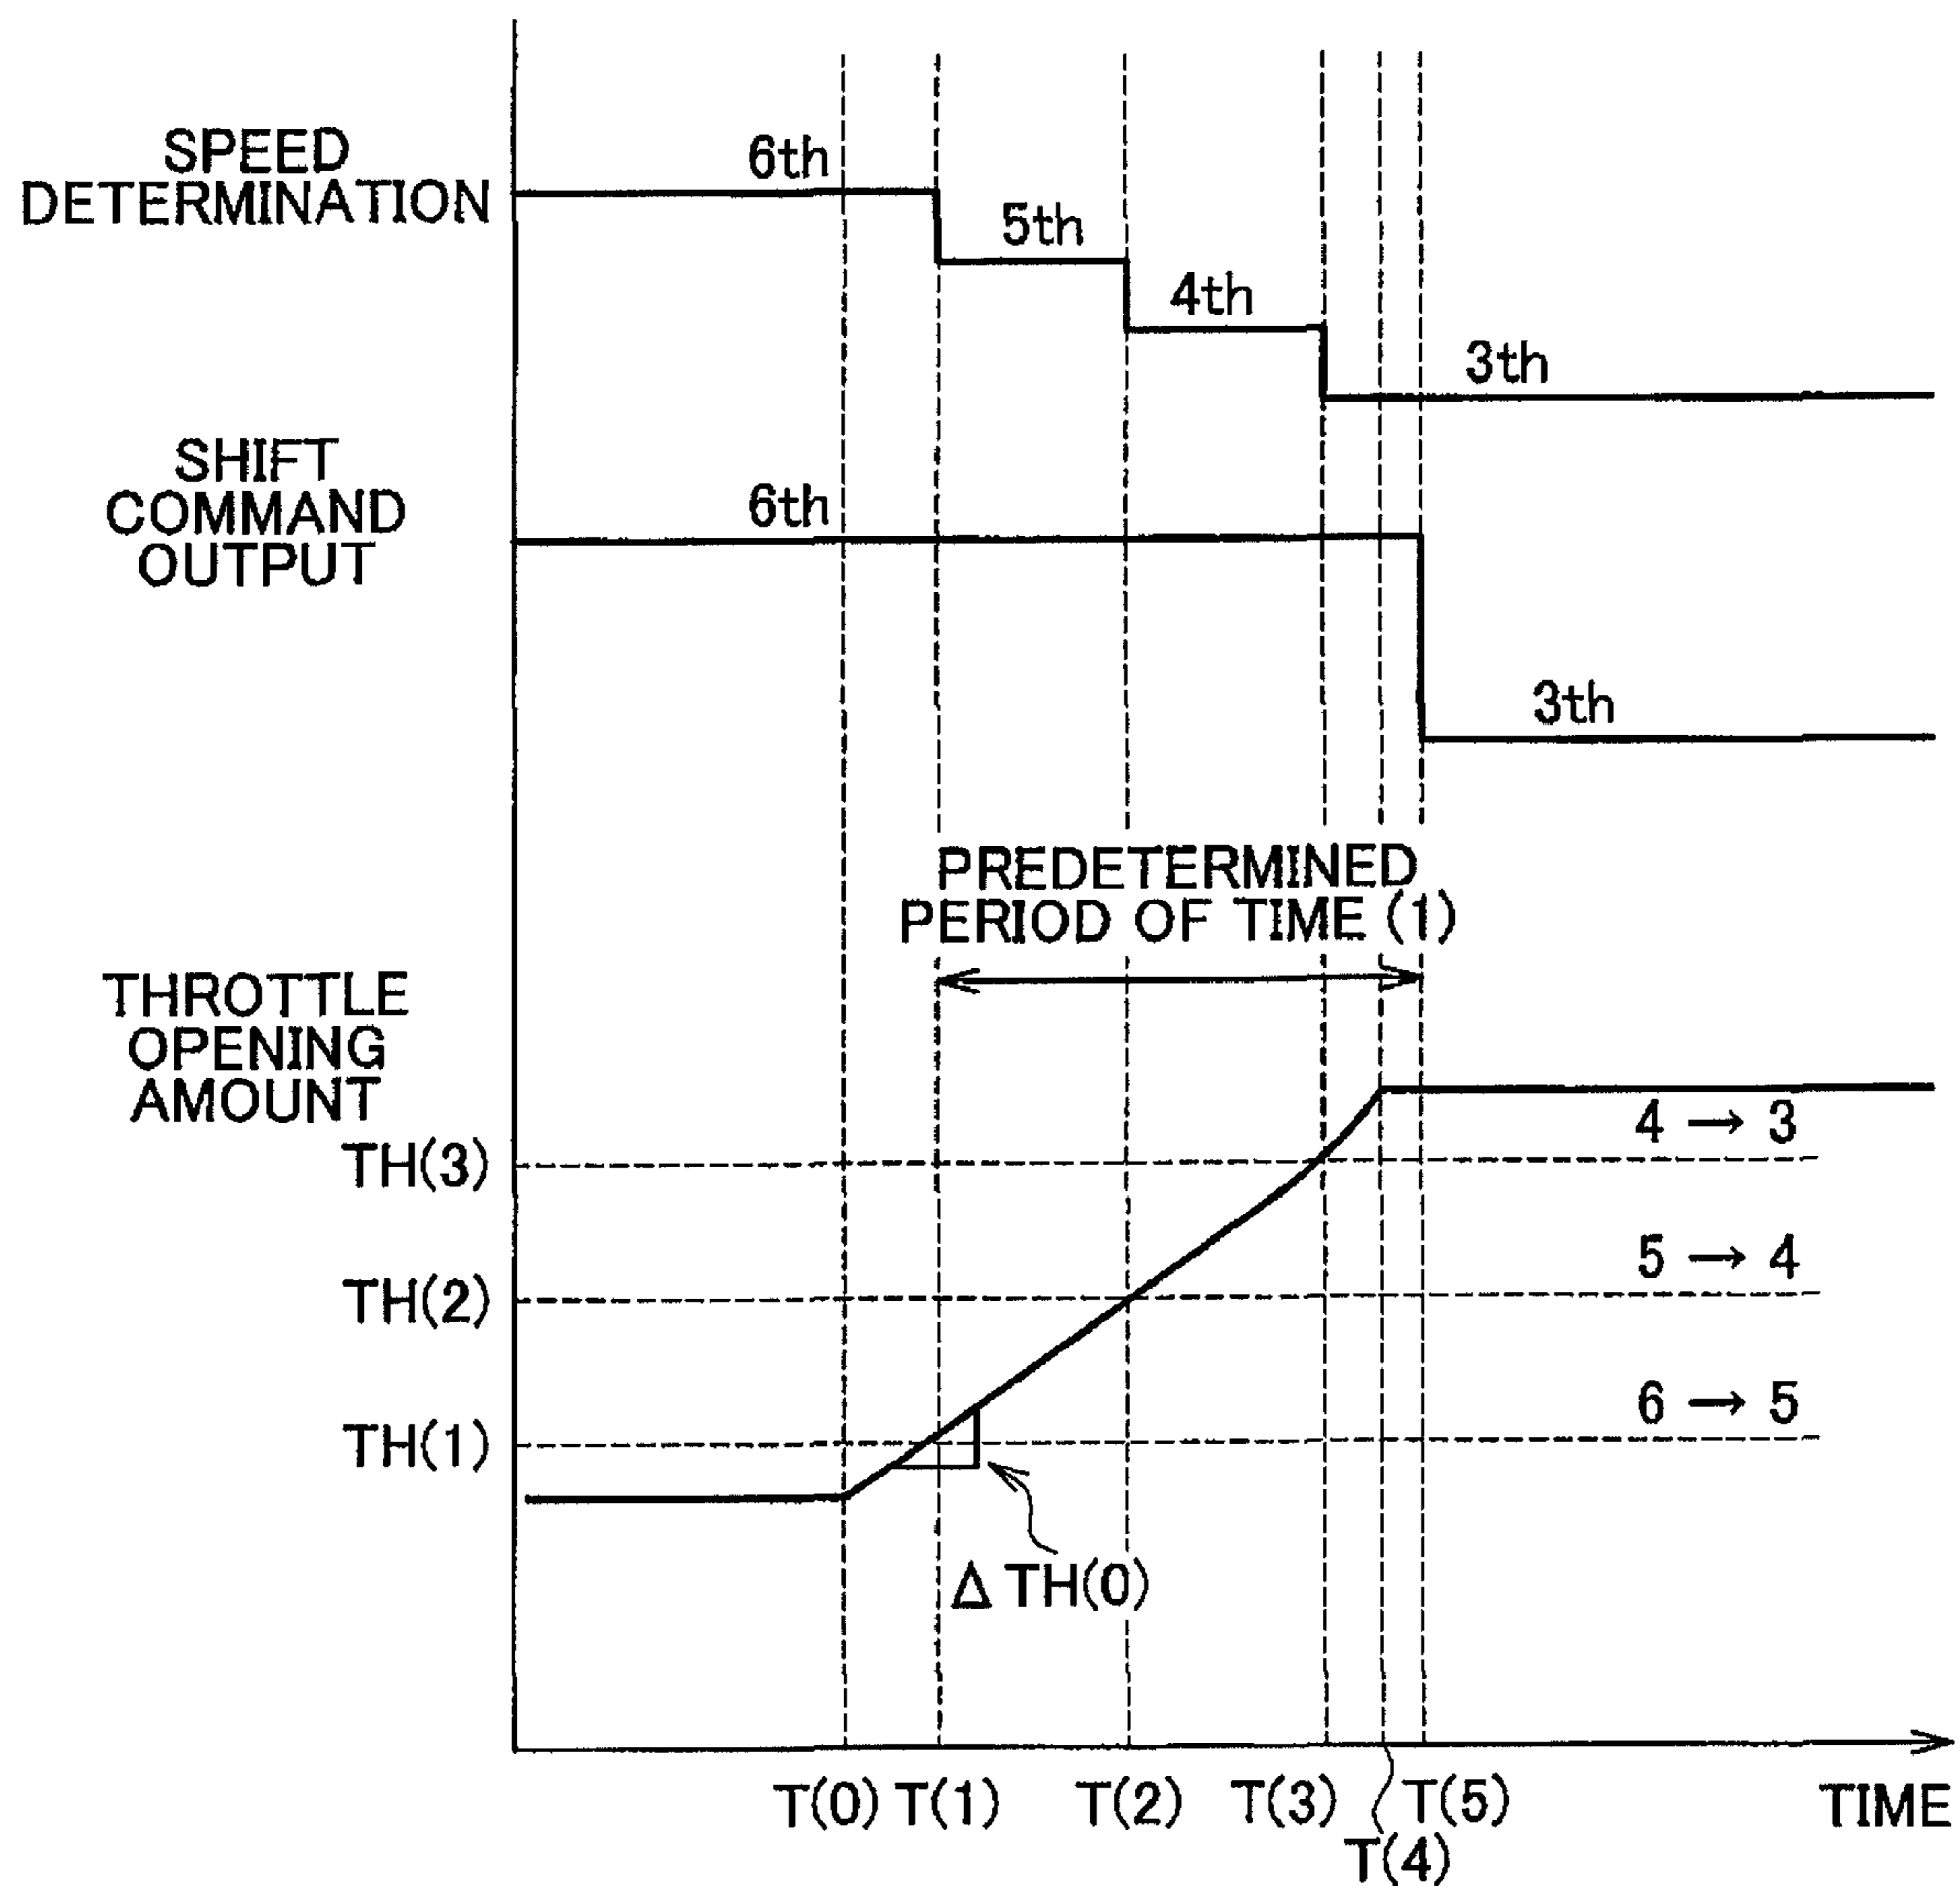 SPEED
DETERMINATION
6th
5th
4th
3th
SHIFT
COMMAND
OUTPUT
6th
3th
PREDETERMINED
PERIOD OF TIME (1)
THROTTLE
OPENING
AMOUNT
TH(3)
4 → 3
TH(2)
5 → 4
TH(1)
6 → 5
Δ TH(0)
T(0) T(1) T(2) T(3) T(5) TIME
T(4)